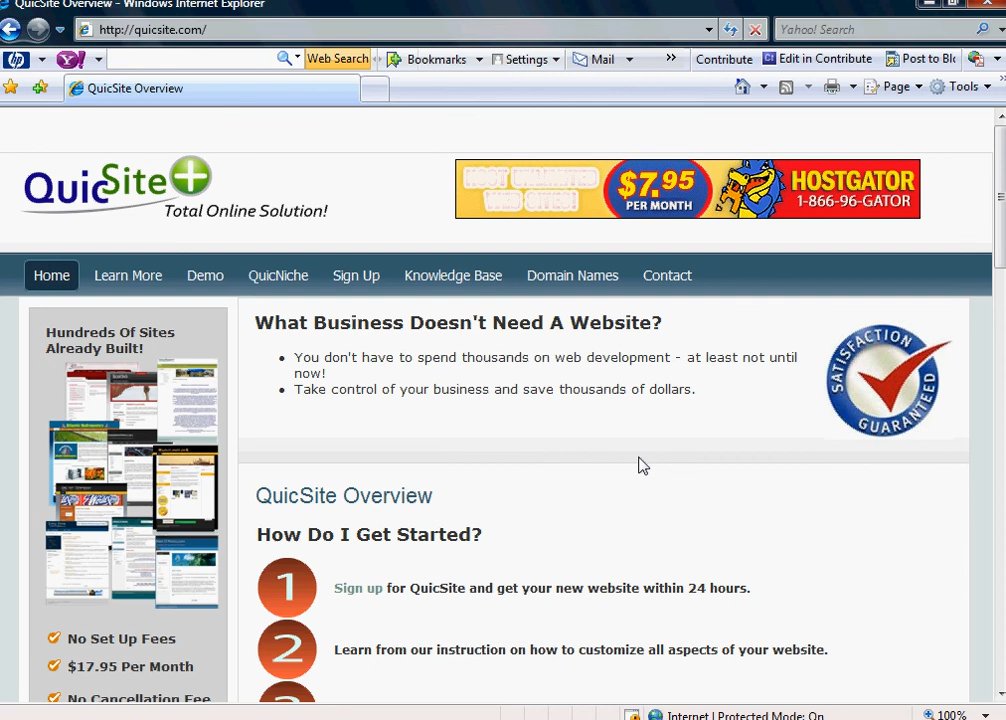 QuicSite Overview - Windows Internet Explorer
http://quicsite.com/
Yahoo! Search
hp Y! Web Search Bookmarks Settings Mail » Contribute Edit in Contribute Post to Blo
QuicSite Overview
Page Tools »
QuicSite
Total Online Solution!
HOST UNLIMITED
WEB SITES!
$7.95
PER MONTH
HOSTGATOR
1-866-96-GATOR
Home Learn More Demo QuicNiche Sign Up Knowledge Base Domain Names Contact
Hundreds Of Sites
Already Built!
No Set Up Fees
$17.95 Per Month
No Cancellation Fee
What Business Doesn't Need A Website?
• You don't have to spend thousands on web development - at least not until
now!
• Take control of your business and save thousands of dollars.
SATISFACTION
GUARANTEED
QuicSite Overview
How Do I Get Started?
1
Sign up for QuicSite and get your new website within 24 hours.
2
Learn from our instruction on how to customize all aspects of your website.
Internet | Protected Mode: On
100%